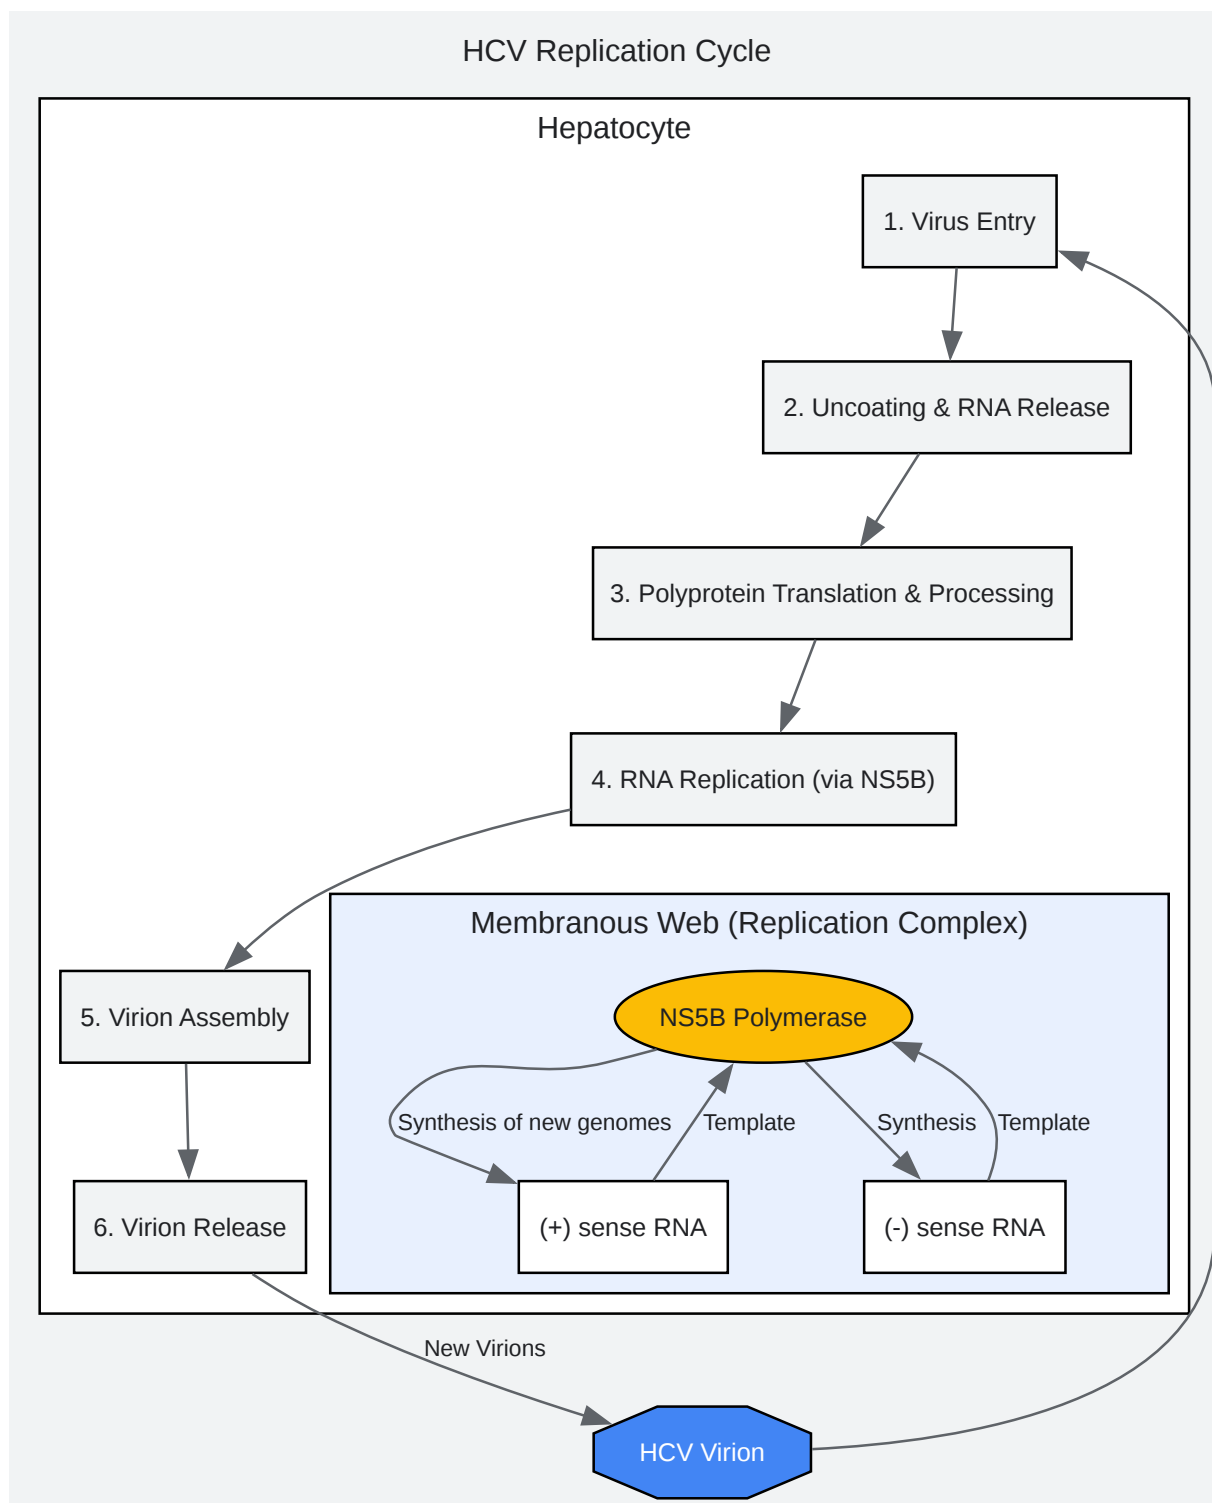 HCV Replication Cycle
Hepatocyte
1. Virus Entry
2. Uncoating & RNA Release
3. Polyprotein Translation & Processing
4. RNA Replication (via NS5B)
Membranous Web (Replication Complex)
5. Virion Assembly
NS5B Polymerase
Synthesis of new genomes
Template
Synthesis
Template
6. Virion Release
(+) sense RNA
(-) sense RNA
New Virions
HCV Virion